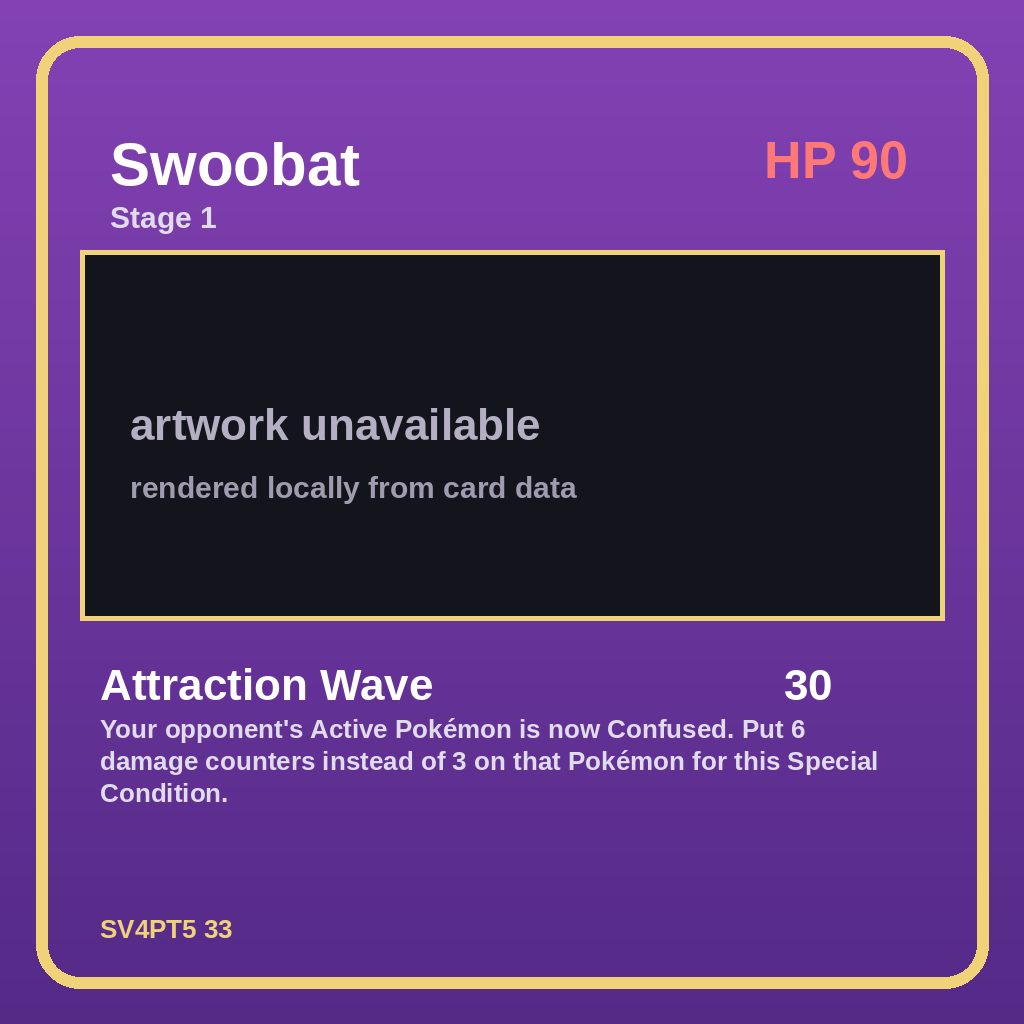 Swoobat
HP 90
Stage 1
artwork unavailable
rendered locally from card data
Attraction Wave
30
Your opponent's Active Pokémon is now Confused. Put 6
damage counters instead of 3 on that Pokémon for this Special
Condition.
SV4PT5 33